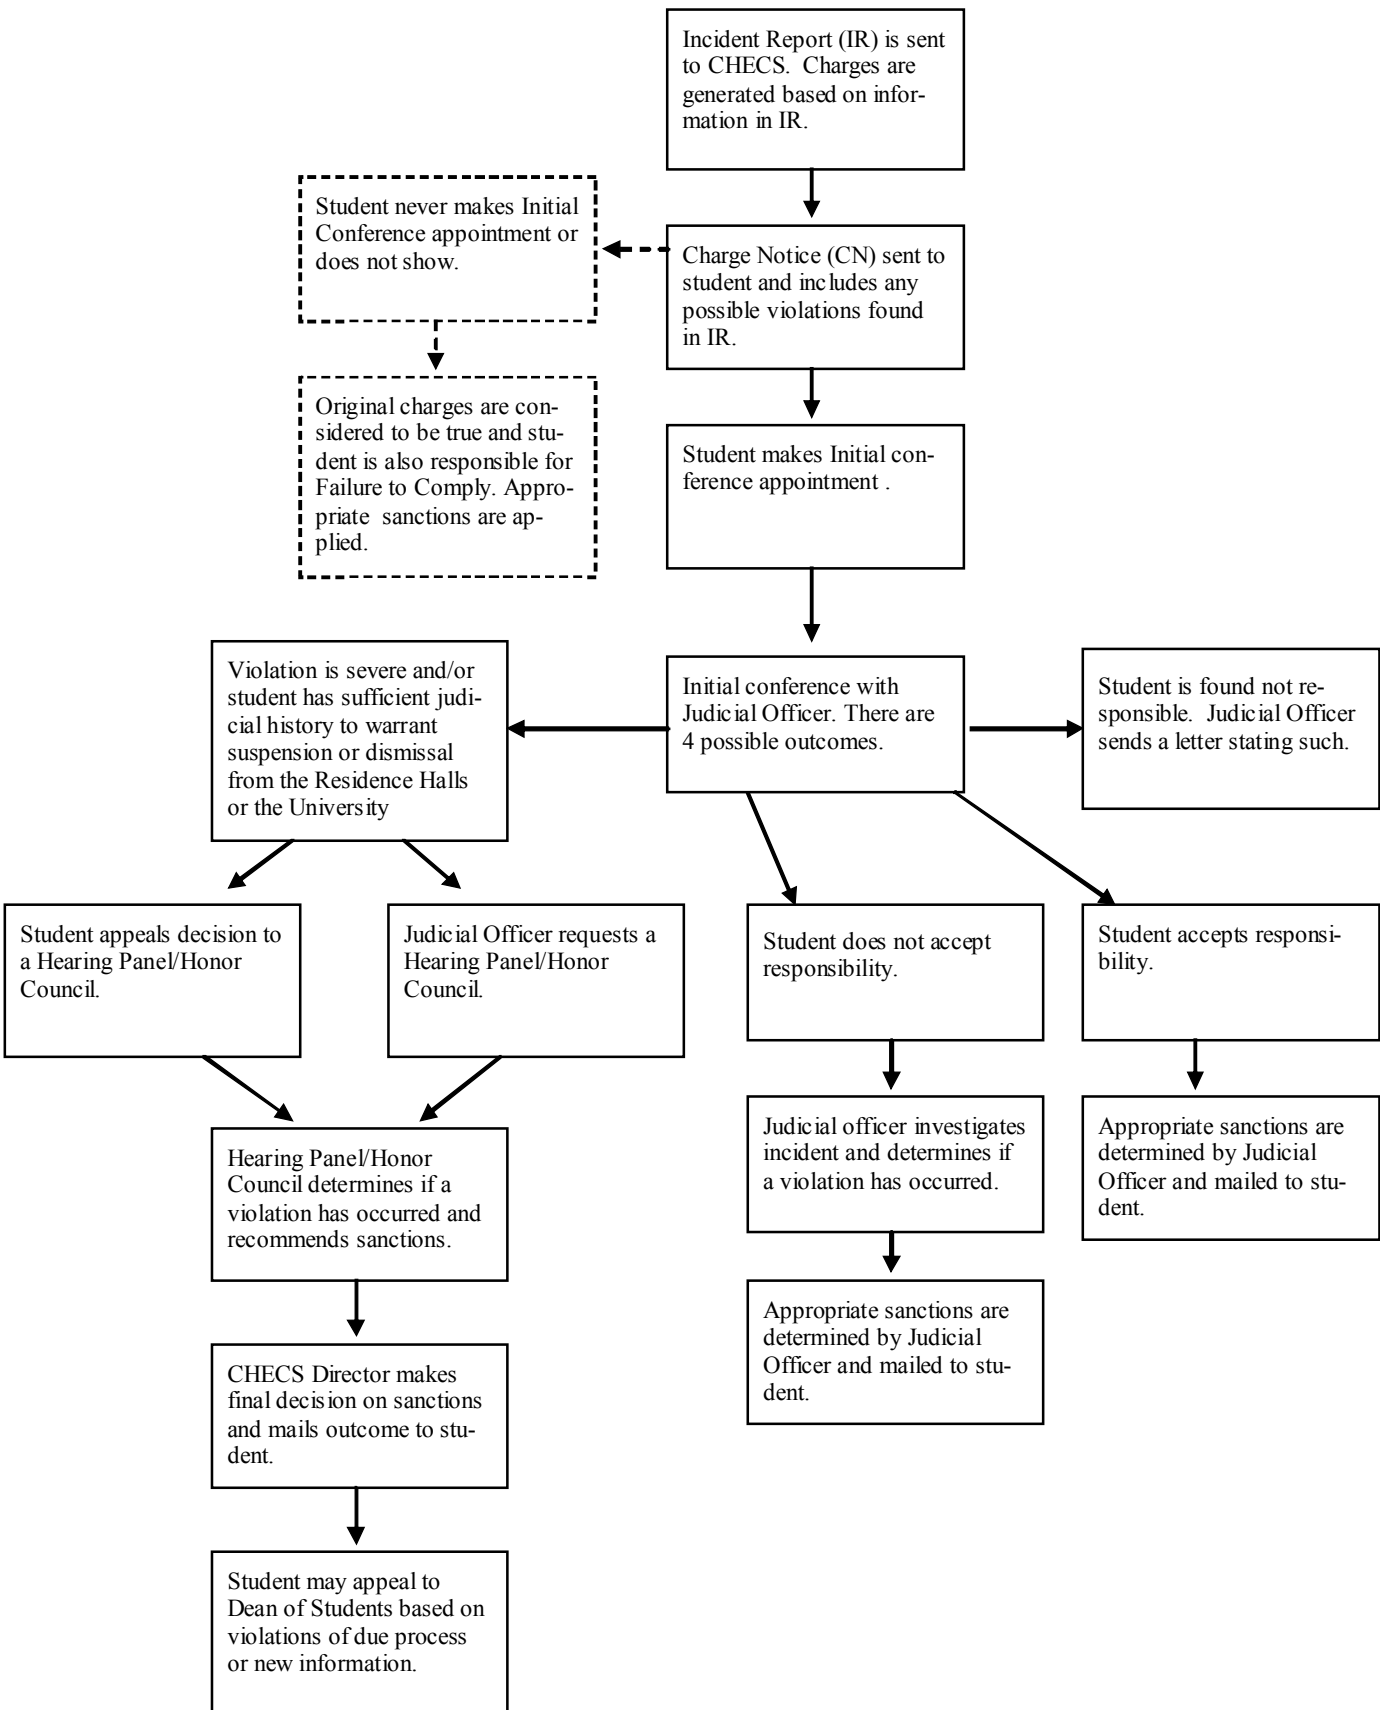 Incident Report (IR) is sent
to CHECS.  Charges are
generated based on infor-
mation in IR.
Student never makes Initial
Conference appointment or
does not show.
Charge Notice (CN) sent to
student and includes any
possible violations found
in IR.
Original charges are con-
sidered to be true and stu-
dent is also responsible for
Failure to Comply. Appro-
priate  sanctions are ap-
plied.
Student makes Initial con-
ference appointment .
Violation is severe and/or
student has sufficient judi-
cial history to warrant
suspension or dismissal
from the Residence Halls
or the University
Initial conference with
Judicial Officer. There are
4 possible outcomes.
Student is found not re-
sponsible.  Judicial Officer
sends a letter stating such.
Student appeals decision to
a Hearing Panel/Honor
Council.
Judicial Officer requests a
Hearing Panel/Honor
Council.
Student does not accept
responsibility.
Student accepts responsi-
bility.
Hearing Panel/Honor
Council determines if a
violation has occurred and
recommends sanctions.
Judicial officer investigates
incident and determines if
a violation has occurred.
Appropriate sanctions are
determined by Judicial
Officer and mailed to stu-
dent.
CHECS Director makes
final decision on sanctions
and mails outcome to stu-
dent.
Appropriate sanctions are
determined by Judicial
Officer and mailed to stu-
dent.
Student may appeal to
Dean of Students based on
violations of due process
or new information.